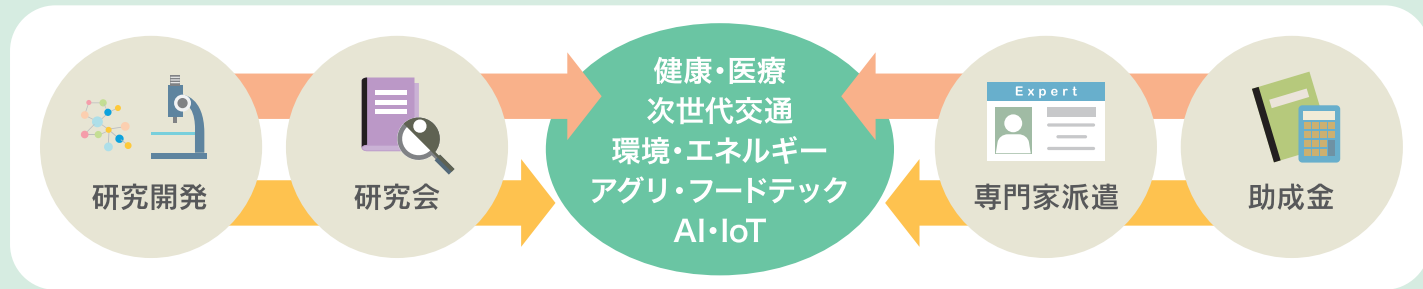 研究開発
研究会
健康・医療
次世代交通
環境・エネルギー
アグリ・フードテック
AI・IoT
Expert
専門家派遣
助成金